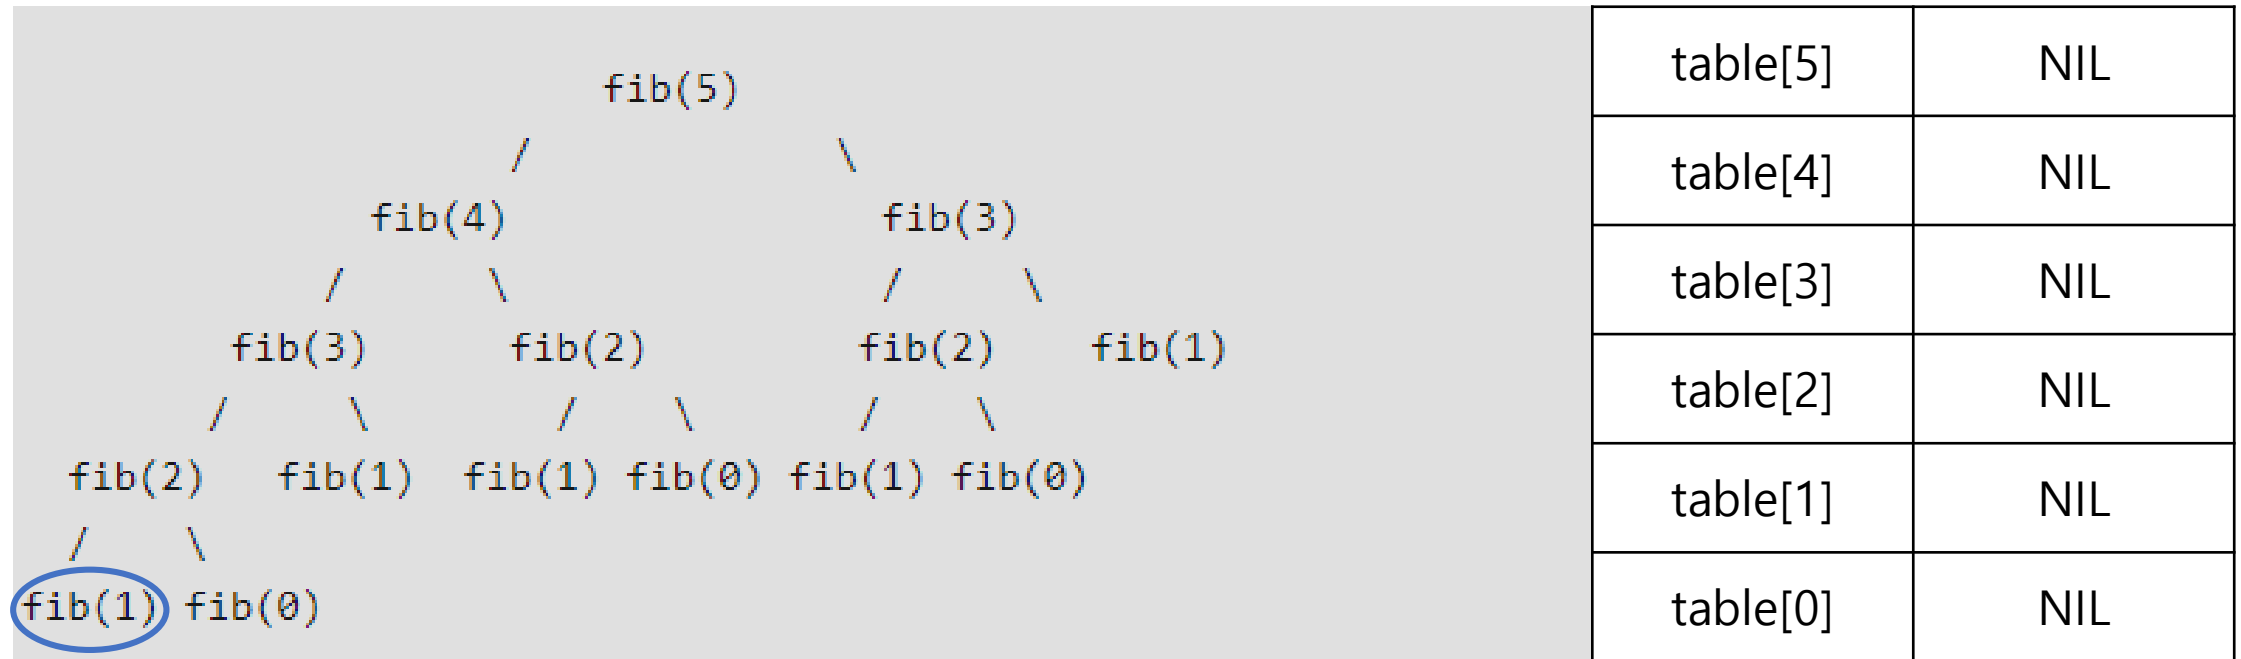 fib(5)
/ \
fib(4) fib(3)
/ \ / \
fib(3) fib(2) fib(2) fib(1)
/ \ / \ / \
fib(2) fib(1) fib(1) fib(0) fib(1) fib(0)
/ \
fib(1) fib(0)
table[5] NIL
table[4] NIL
table[3] NIL
table[2] NIL
table[1] NIL
table[0] NIL